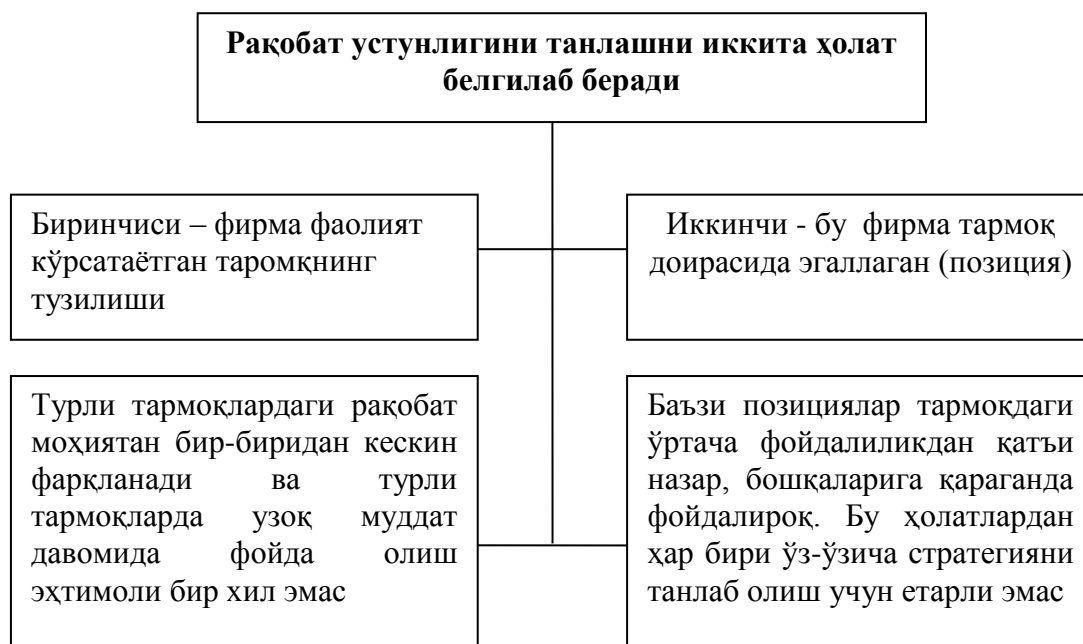 Рақобат устунлигини танлашни иккита ҳолат
белгилаб беради
Биринчиси – фирма фаолият
кўрсатаётган таромқнинг
тузилиши
Иккинчи - бу фирма тармоқ
доирасида эгаллаган (позиция)
Турли тармоқлардаги рақобат
моҳиятан бир-биридан кескин
фарқланади ва турли
тармоқларда узоқ муддат
давомида фойда олиш
эҳтимоли бир хил эмас
Баъзи позициялар тармоқдаги
ўртача фойдалиликдан қатъи
назар, бошқаларига қараганда
фойдалироқ. Бу ҳолатлардан
ҳар бири ўз-ўзича стратегияни
танлаб олиш учун етарли эмас